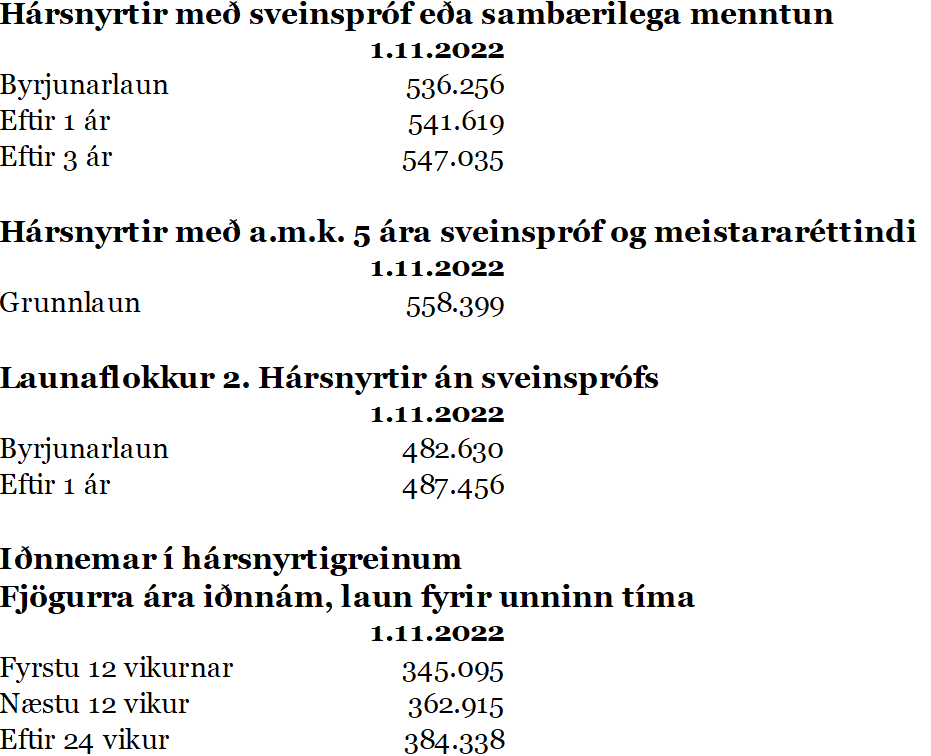 Hársnyrtir með sveinspróf eða sambærilega menntun
1.11.2022
Byrjunarlaun 536.256
Eftir 1 ár 541.619
Eftir 3 ár 547.035
Hársnyrtir með a.m.k. 5 ára sveinspróf og meistararéttindi
1.11.2022
Grunnlaun 558.399
Launaflokkur 2. Hársnyrtir án sveinsprófs
1.11.2022
Byrjunarlaun 482.630
Eftir 1 ár 487.456
Iðnnemar í hársnyrtigreinum
Fjögurra ára iðnnám, laun fyrir unninn tíma
1.11.2022
Fyrstu 12 vikurnar 345.095
Næstu 12 vikur 362.915
Eftir 24 vikur 384.338